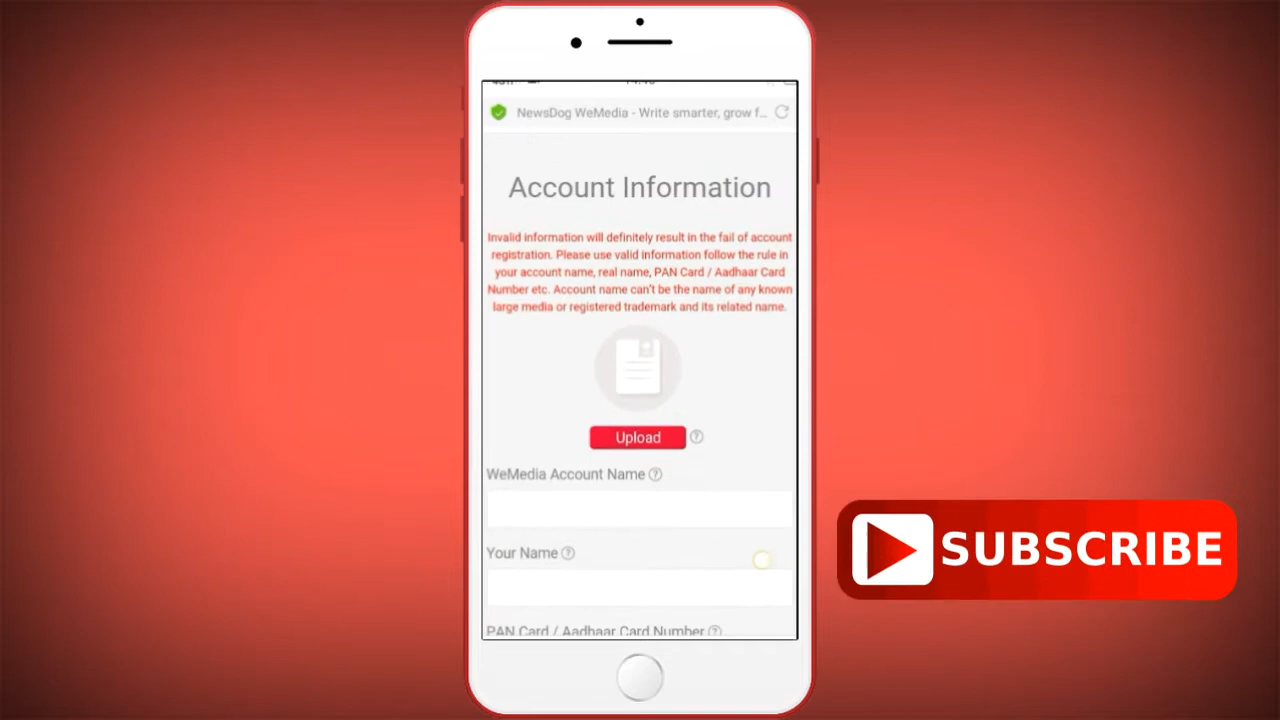 NewsDog WeMedia - Write smarter, grow f...
Account Information
Invalid information will definitely result in the fail of account
registration. Please use valid information follow the rule in
your account name, real name, PAN Card / Aadhaar Card
Number etc. Account name can't be the name of any known
large media or registered trademark and its related name.
Upload ?
WeMedia Account Name ?
Your Name ?
PAN Card / Aadhaar Card Number ?
SUBSCRIBE